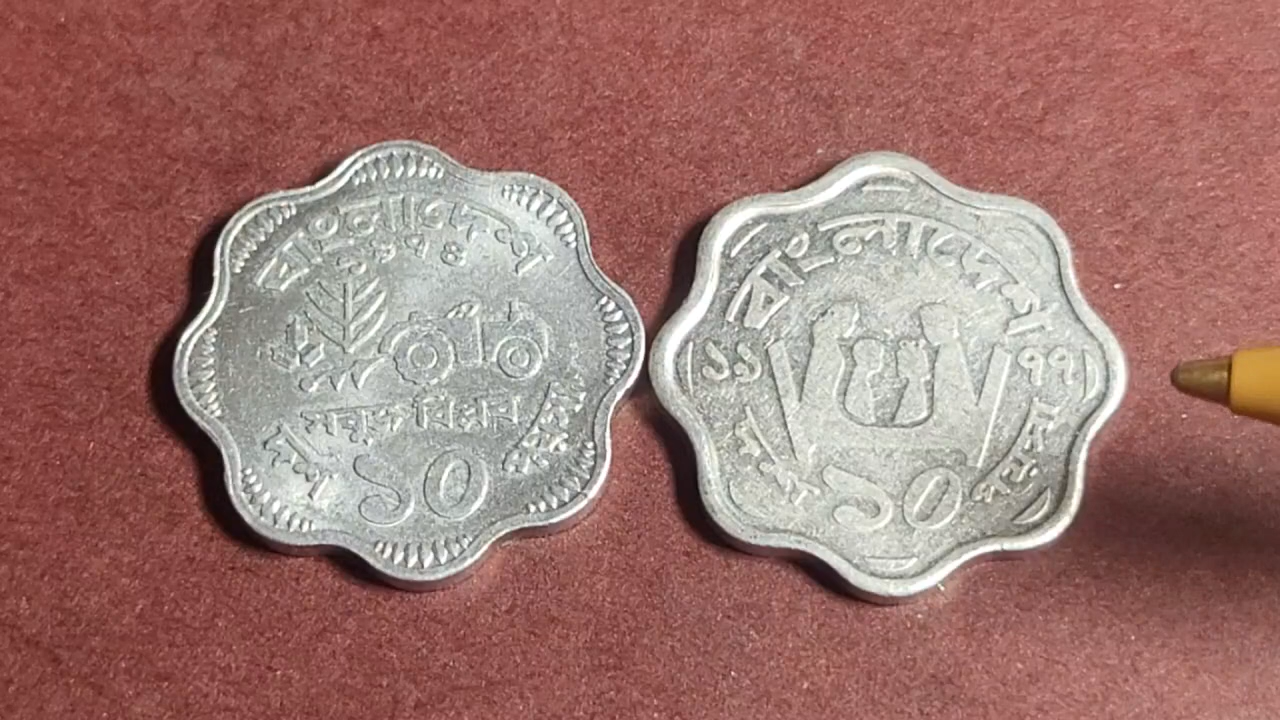 বাংলাদেশ
১৯৭৪
সবুজ বিপ্লব
দশ ১০ পয়সা
বাংলাদেশ
১৯ ৭৭
দশ ১০ পয়সা